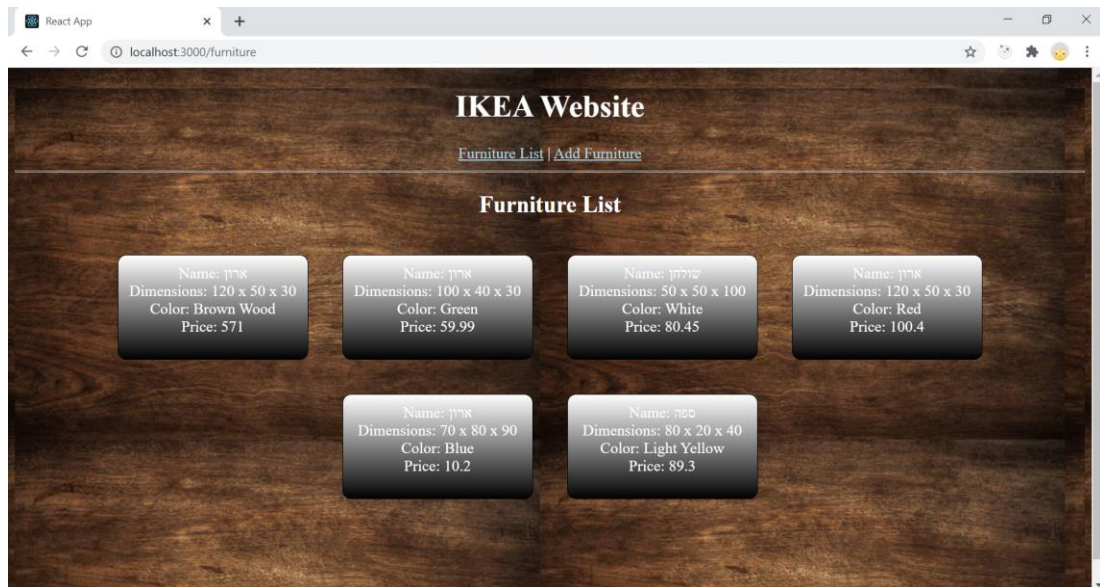 React App
localhost:3000/furniture
IKEA Website
Furniture List | Add Furniture
Furniture List
Name: ארון
Dimensions: 120 x 50 x 30
Color: Brown Wood
Price: 571
Name: ארון
Dimensions: 100 x 40 x 30
Color: Green
Price: 59.99
Name: שולחן
Dimensions: 50 x 50 x 100
Color: White
Price: 80.45
Name: ארון
Dimensions: 120 x 50 x 30
Color: Red
Price: 100.4
Name: ארון
Dimensions: 70 x 80 x 90
Color: Blue
Price: 10.2
Name: ספה
Dimensions: 80 x 20 x 40
Color: Light Yellow
Price: 89.3